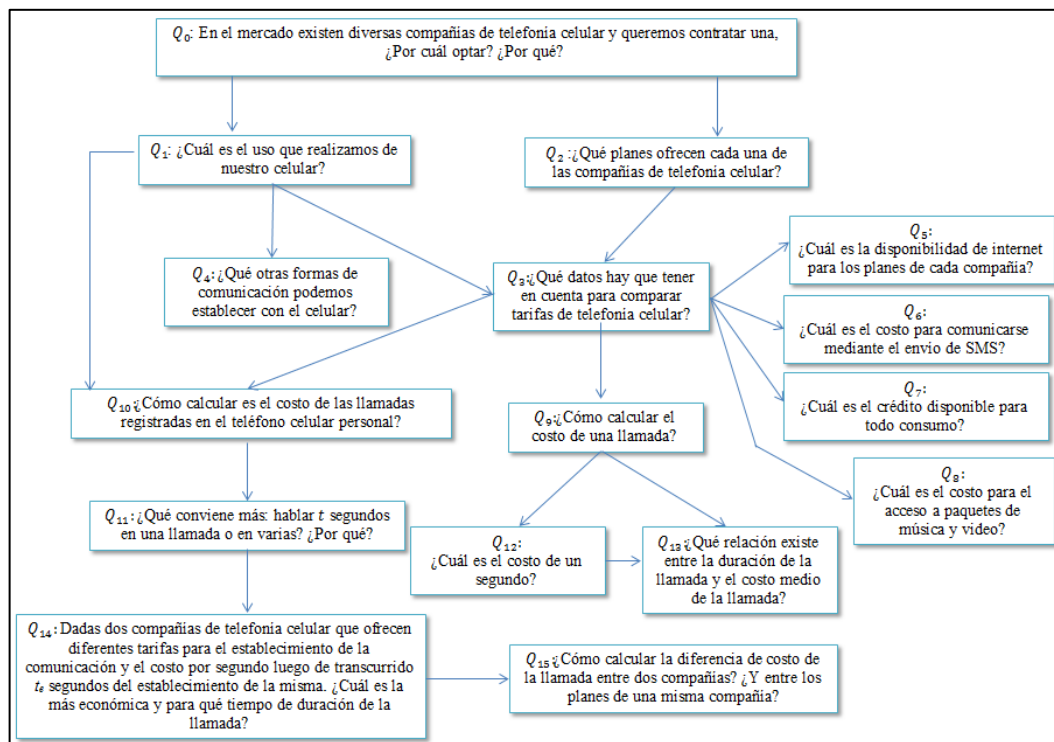 Q₀: En el mercado existen diversas compañías de telefonía celular y queremos contratar una,
¿Por cuál optar? ¿Por qué?
Q₁: ¿Cuál es el uso que realizamos de
nuestro celular?
Q₂ :¿Qué planes ofrecen cada una de
las compañías de telefonía celular?
Q₄:¿Qué otras formas de
comunicación podemos
establecer con el celular?
Q₃:¿Qué datos hay que tener
en cuenta para comparar
tarifas de telefonía celular?
Q₅:
¿Cuál es la disponibilidad de internet
para los planes de cada compañía?
Q₆:
¿Cuál es el costo para comunicarse
mediante el envío de SMS?
Q₇:
¿Cuál es el crédito disponible para
todo consumo?
Q₈:
¿Cuál es el costo para el
acceso a paquetes de
música y video?
Q₁₀:¿Cómo calcular es el costo de las llamadas
registradas en el teléfono celular personal?
Q₉:¿Cómo calcular el
costo de una llamada?
Q₁₁:¿Qué conviene más: hablar t segundos
en una llamada o en varias? ¿Por qué?
Q₁₂:
¿Cuál es el costo de un
segundo?
Q₁₃:¿Qué relación existe
entre la duración de la
llamada y el costo medio
de la llamada?
Q₁₄: Dadas dos compañías de telefonía celular que ofrecen
diferentes tarifas para el establecimiento de la
comunicación y el costo por segundo luego de transcurrido
tₑ segundos del establecimiento de la misma. ¿Cuál es la
más económica y para qué tiempo de duración de la
llamada?
Q₁₅:¿Cómo calcular la diferencia de costo de
la llamada entre dos compañías? ¿Y entre los
planes de una misma compañía?